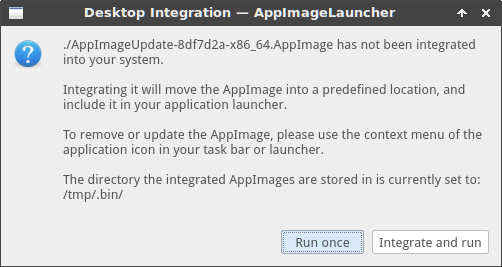 Desktop Integration — AppImageLauncher
./AppImageUpdate-8df7d2a-x86_64.AppImage has not been integrated
into your system.
Integrating it will move the AppImage into a predefined location, and
include it in your application launcher.
To remove or update the AppImage, please use the context menu of the
application icon in your task bar or launcher.
The directory the integrated AppImages are stored in is currently set to:
/tmp/.bin/
Run once
Integrate and run